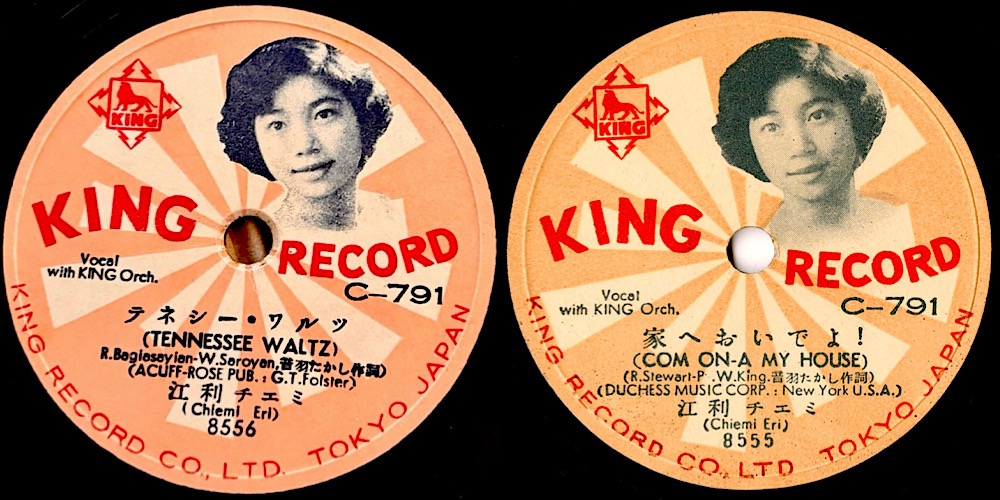 KING
KING
RECORD
Vocal
with KING Orch.
C-791
テネシー・ワルツ
(TENNESSEE WALTZ)
R.Baglasayian-W.Saroyan,音羽たかし作詞)
(ACUFF-ROSE PUB. : G.T.Folster)
江利チエミ
(Chiemi Eri)
8556
KING RECORD CO., LTD. TOKYO JAPAN
KING
KING
RECORD
Vocal
with KING Orch.
C-791
家へおいでよ!
(COM ON-A MY HOUSE)
(R.Stewart-P .W.King.音羽たかし作詞)
(DUCHESS MUSIC CORP. : New York U.S.A.)
江利チエミ
(Chiemi Eri)
8555
KING RECORD CO., LTD TOKYO JAPAN